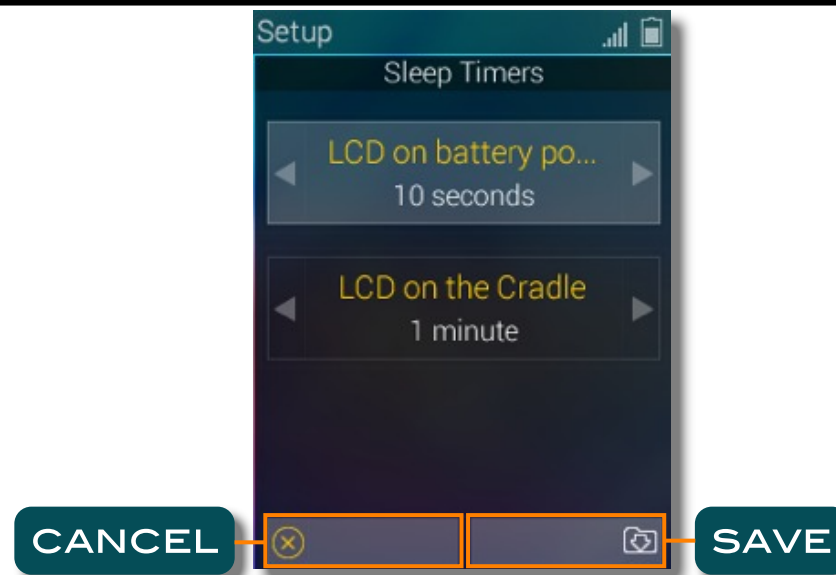 Setup
Sleep Timers
LCD on battery po...
10 seconds
LCD on the Cradle
1 minute
CANCEL
SAVE